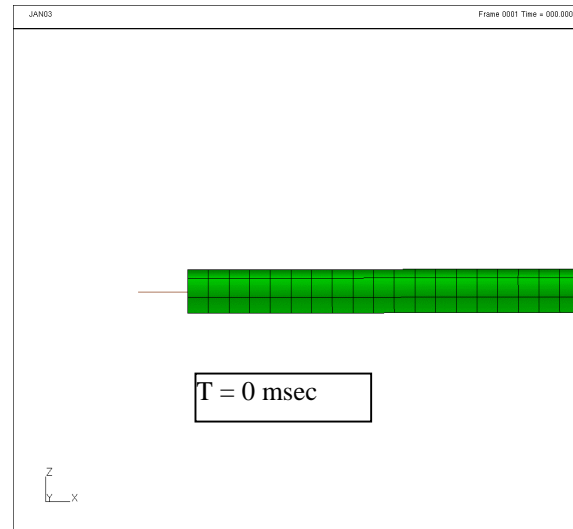 JAN03 Frame 0001 Time = 000.000
T = 0 msec
Z
Y X